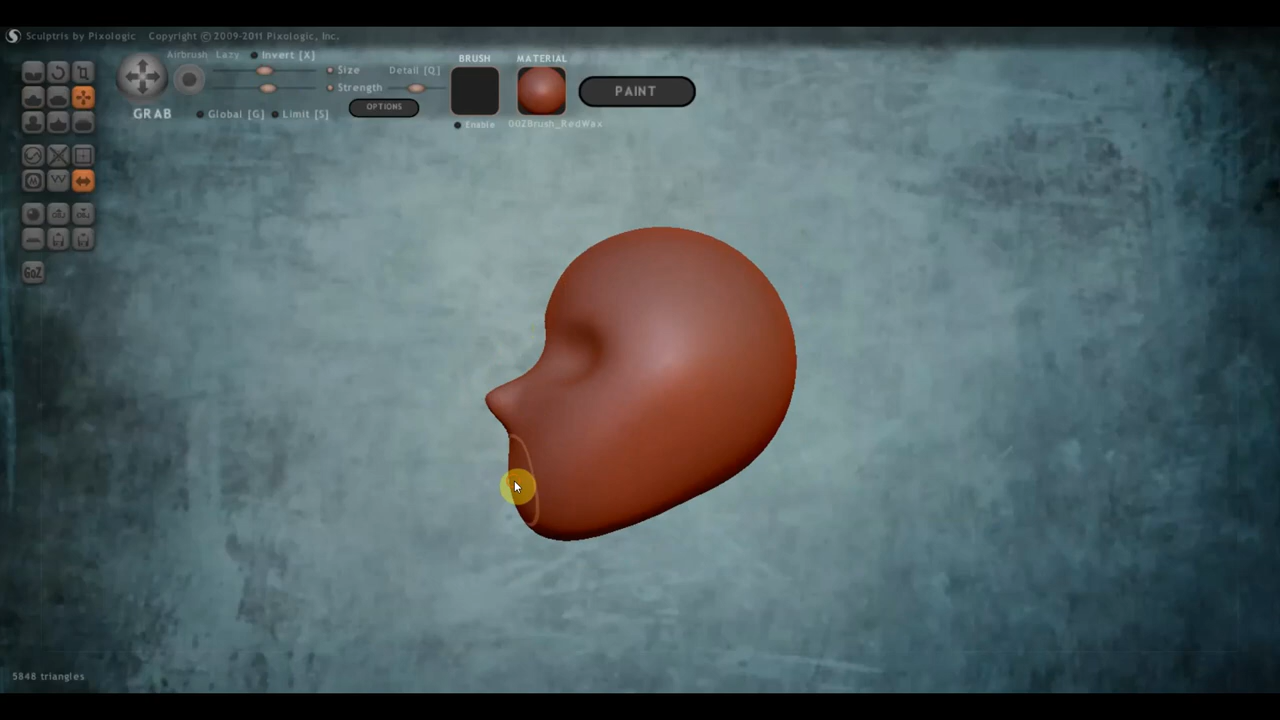 Sculptris by Pixologic Copyright © 2009-2011 Pixologic, Inc.
Airbrush Lazy Invert [X]
Size Detail [Q]
Strength
GRAB Global [G] Limit [S]
OPTIONS
BRUSH
Enable
MATERIAL
002Brush_RedWax
PAINT
GoZ
5848 triangles